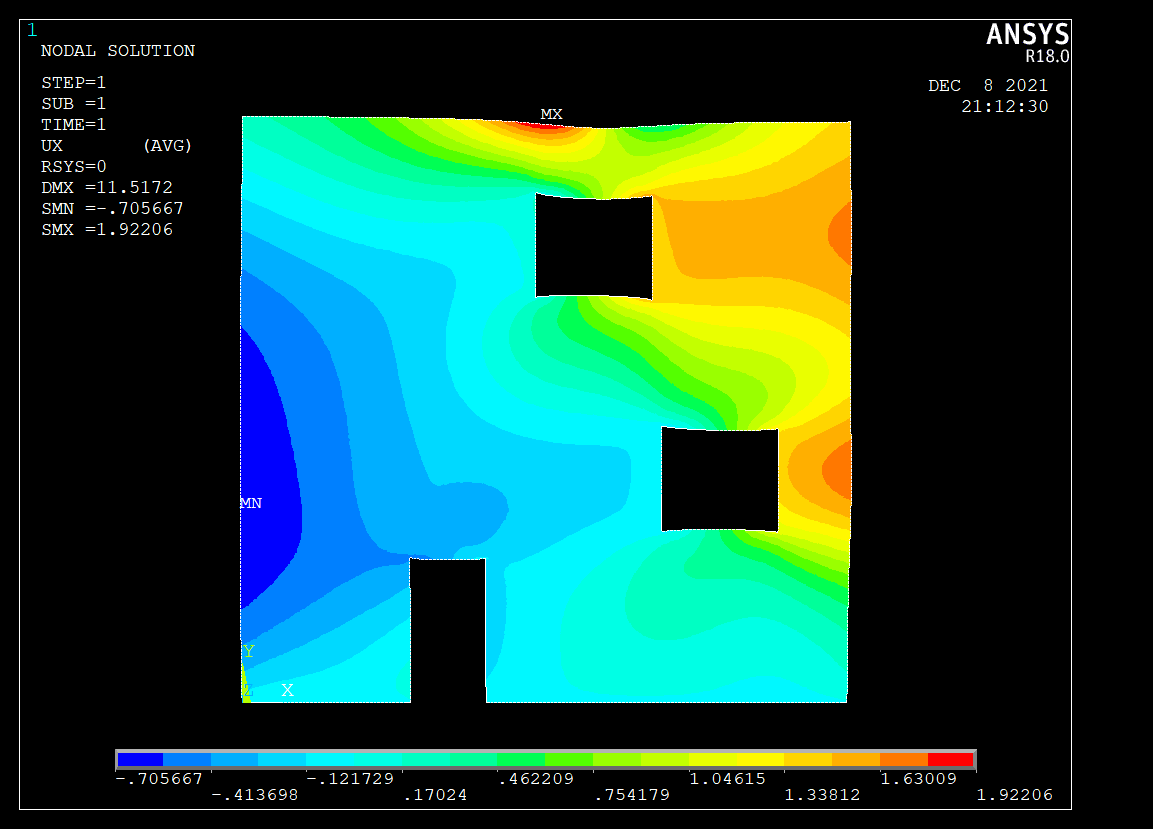 1
ANSYS
R18.0
NODAL SOLUTION
STEP=1
SUB =1
TIME=1
UX (AVG)
RSYS=0
DMX =11.5172
SMN =-.705667
SMX =1.92206
DEC 8 2021
21:12:30
MX
MN
Y
Z X
-.705667 -.121729 .462209 1.04615 1.63009
-.413698 .17024 .754179 1.33812 1.92206